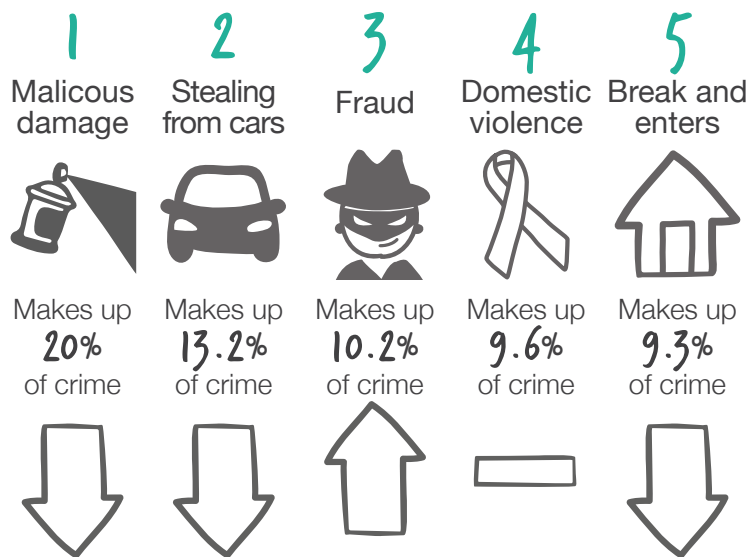 1
Malicous
damage
Makes up
20%
of crime
2
Stealing
from cars
Makes up
13.2%
of crime
3
Fraud
Makes up
10.2%
of crime
4
Domestic
violence
Makes up
9.6%
of crime
5
Break and
enters
Makes up
9.3%
of crime